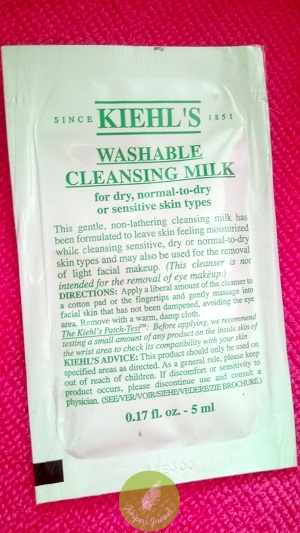 SINCE KIEHL'S 1851
WASHABLE
CLEANSING MILK
for dry, normal-to-dry
or sensitive skin types
This gentle, non-lathering cleansing milk has
been formulated to leave skin feeling moisturized
while cleansing sensitive, dry or normal-to-dry
skin types and may also be used for the removal
of light facial makeup. (This cleanser is not
intended for the removal of eye makeup.)
DIRECTIONS: Apply a liberal amount of the cleanser to
a cotton pad or the fingertips and gently massage into
facial skin that has not been dampened, avoiding the eye
area. Remove with a warm, damp cloth.
The Kiehl's Patch-Test™: Before applying, we recommend
testing a small amount of any product on the inside skin of
the wrist area to check its compatibility with your skin
KIEHL'S ADVICE: This product should only be used on
specified areas as directed. As a general rule, please keep
out of reach of children. If discomfort or sensitivity to
product occurs, please discontinue use and consult a
physician. (SEE/VER/VOIR/SIEHE/VEDERE/ZIE BROCHURE.)
0.17 fl. oz. - 5 ml